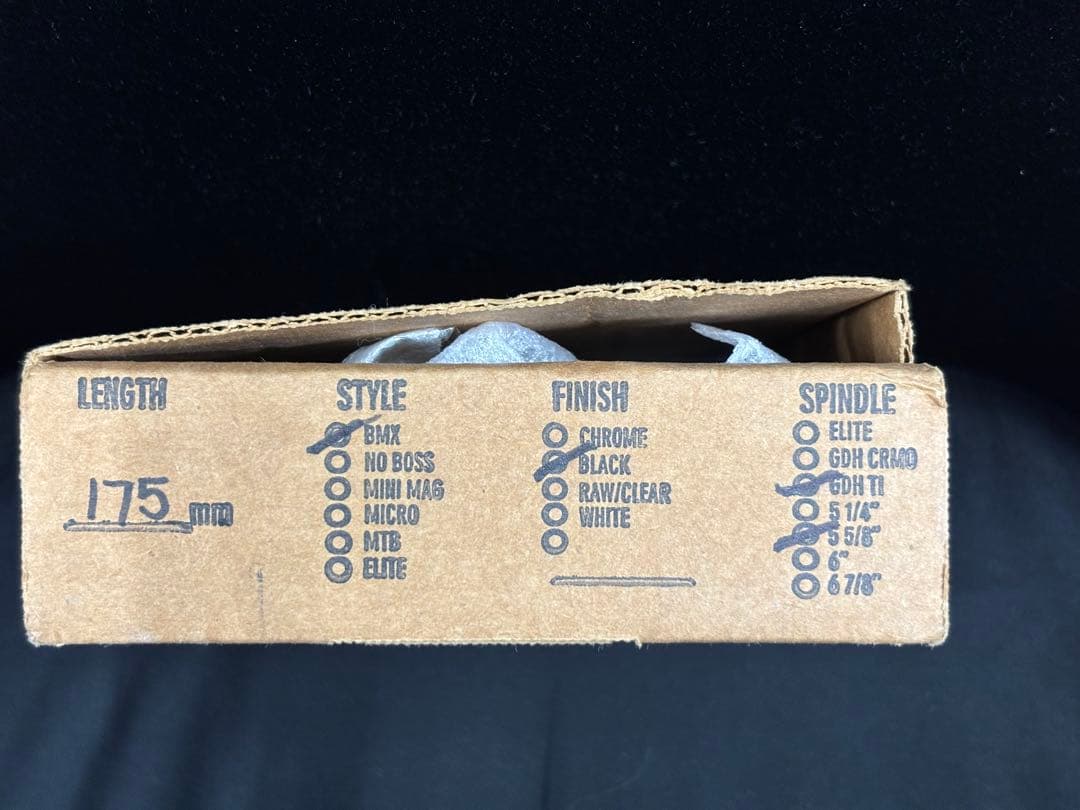 LENGTH
175 mm
STYLE
BMX
NO BOSS
MINI MAG
MICRO
MTB
ELITE
FINISH
CHROME
BLACK
RAW/CLEAR
WHITE
SPINDLE
ELITE
GDH CRMO
GDH TI
5 1/4"
5 5/8"
6"
6 7/8"